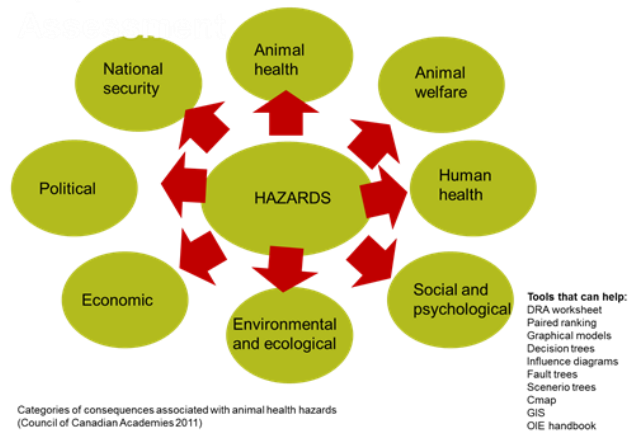 Assessment
Animal
health
National
security
Animal
welfare
Political
HAZARDS
Human
health
Economic
Environmental
and ecological
Social and
psychological
Tools that can help:
DRA worksheet
Paired ranking
Graphical models
Decision trees
Influence diagrams
Fault trees
Scenerio trees
Cmap
GIS
OIE handbook
Categories of consequences associated with animal health hazards
(Council of Canadian Academies 2011)